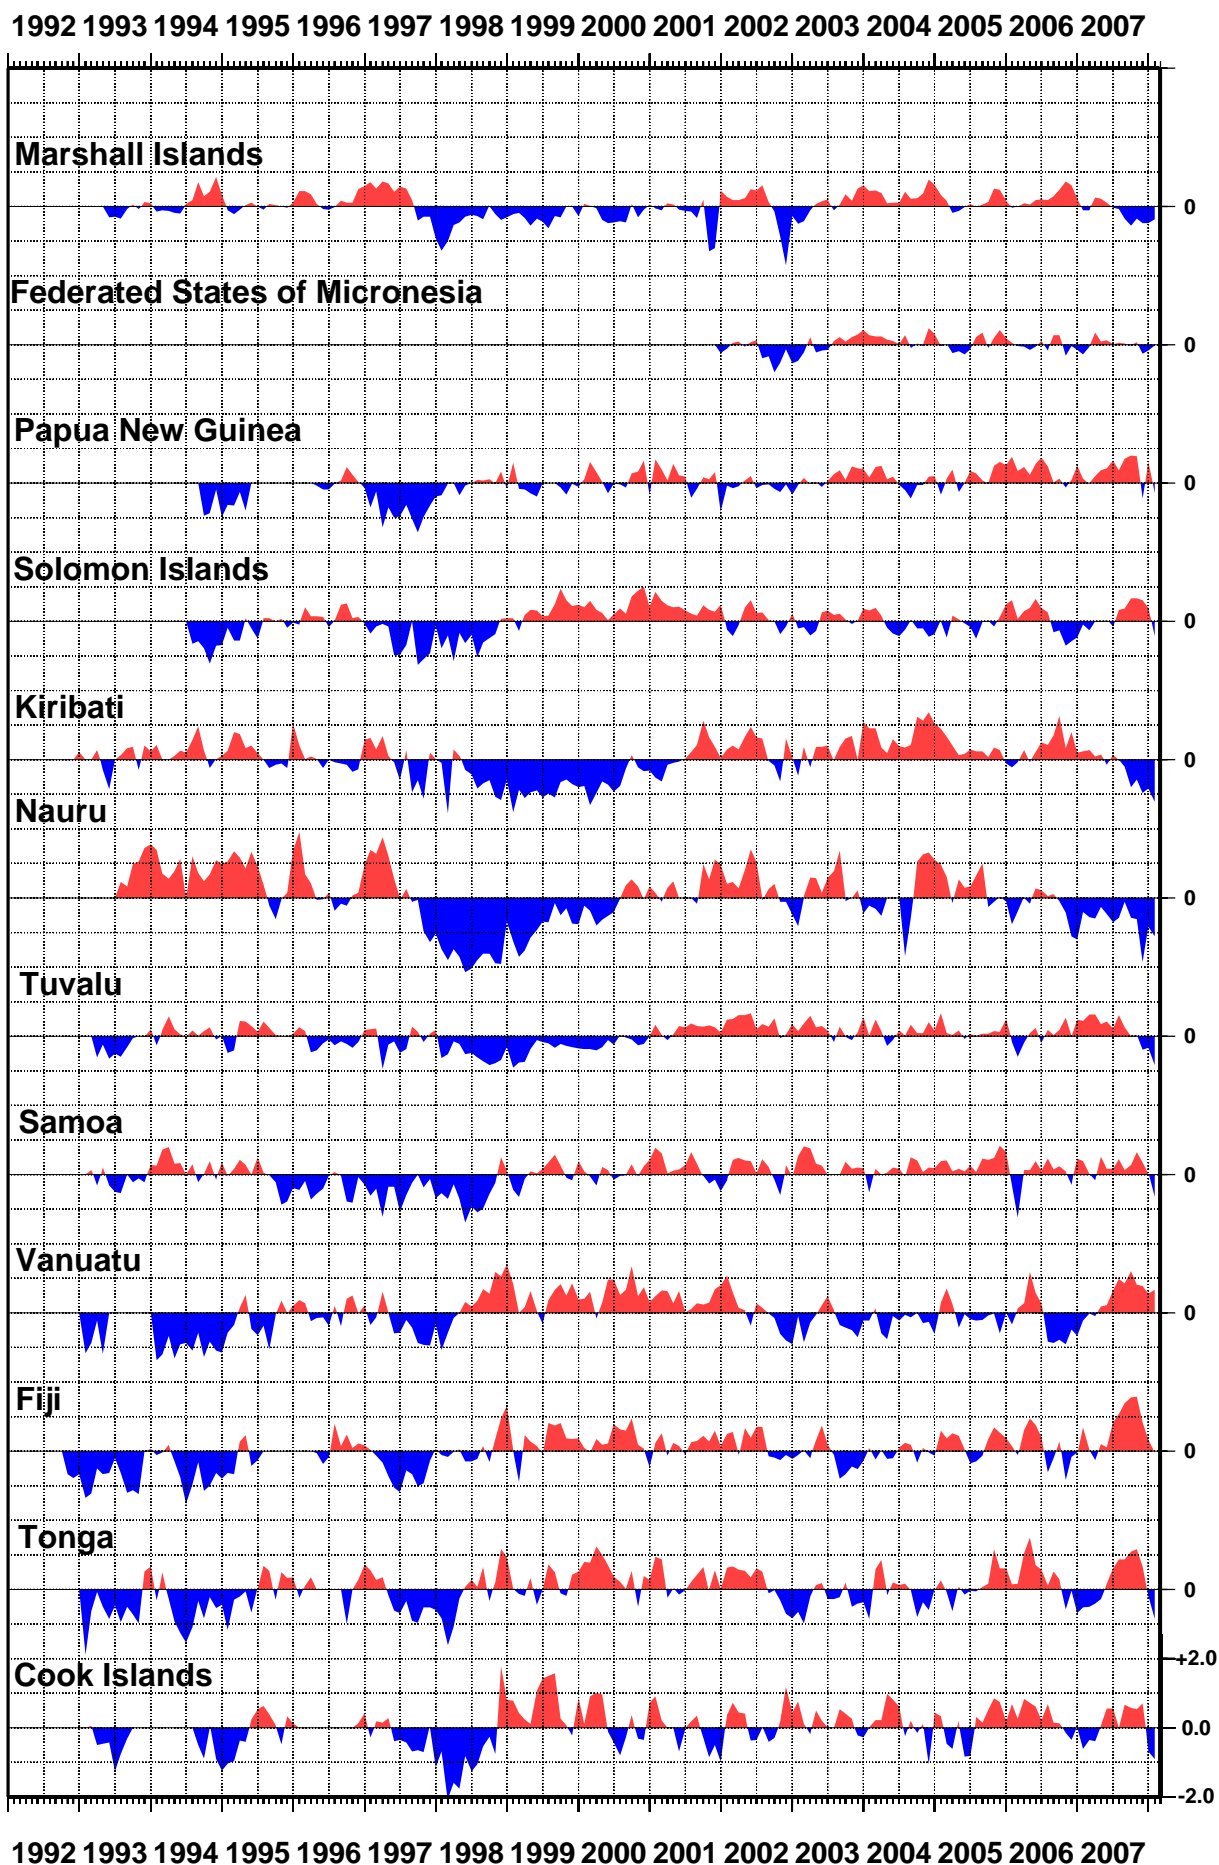 1992 1993 1994 1995 1996 1997 1998 1999 2000 2001 2002 2003 2004 2005 2006 2007
Marshall Islands
0
Federated States of Micronesia
0
Papua New Guinea
0
Solomon Islands
0
Kiribati
0
Nauru
0
Tuvalu
0
Samoa
0
Vanuatu
0
Fiji
0
Tonga
0
+2.0
Cook Islands
0.0
-2.0
1992 1993 1994 1995 1996 1997 1998 1999 2000 2001 2002 2003 2004 2005 2006 2007